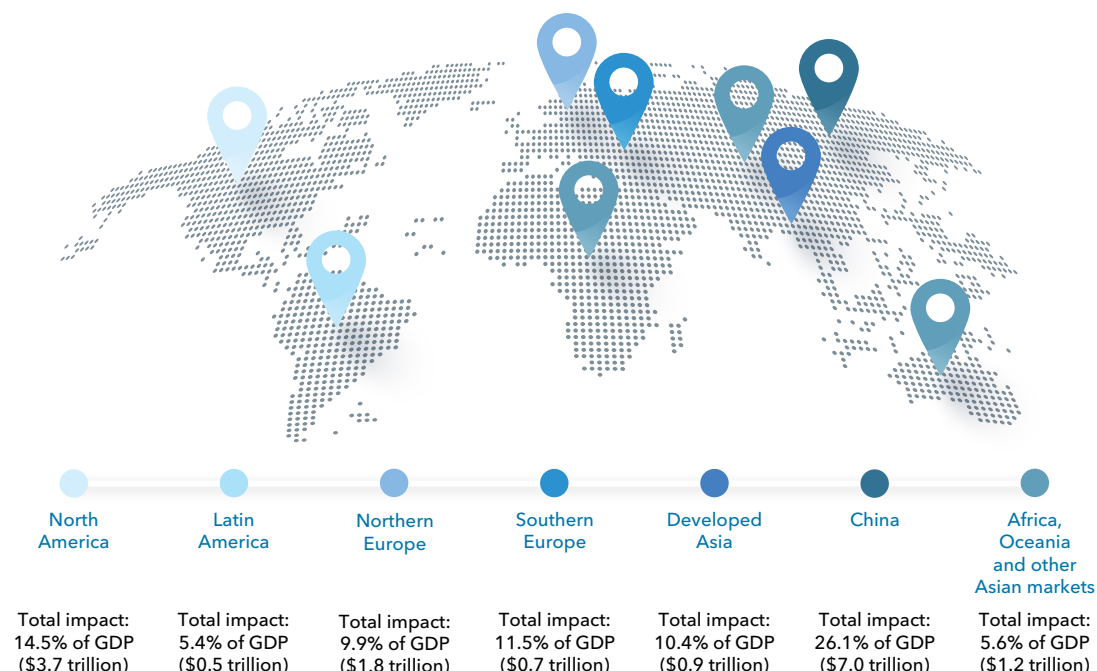 North
America
Latin
America
Northern
Europe
Southern
Europe
Developed
Asia
China
Africa,
Oceania
and other
Asian markets
Total impact:
14.5% of GDP
($3.7 trillion)
Total impact:
5.4% of GDP
($0.5 trillion)
Total impact:
9.9% of GDP
($1.8 trillion)
Total impact:
11.5% of GDP
($0.7 trillion)
Total impact:
10.4% of GDP
($0.9 trillion)
Total impact:
26.1% of GDP
($7.0 trillion)
Total impact:
5.6% of GDP
($1.2 trillion)